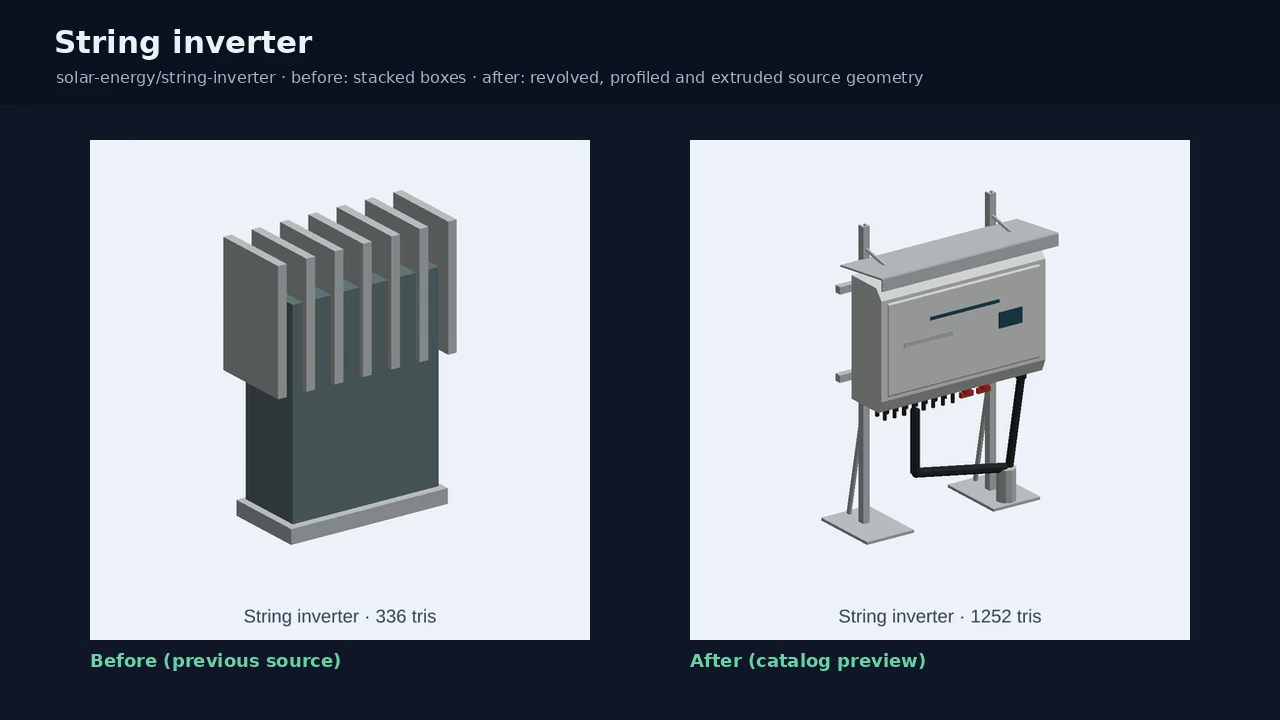 String inverter
solar-energy/string-inverter · before: stacked boxes · after: revolved, profiled and extruded source geometry
String inverter · 336 tris
String inverter · 1252 tris
Before (previous source)
After (catalog preview)